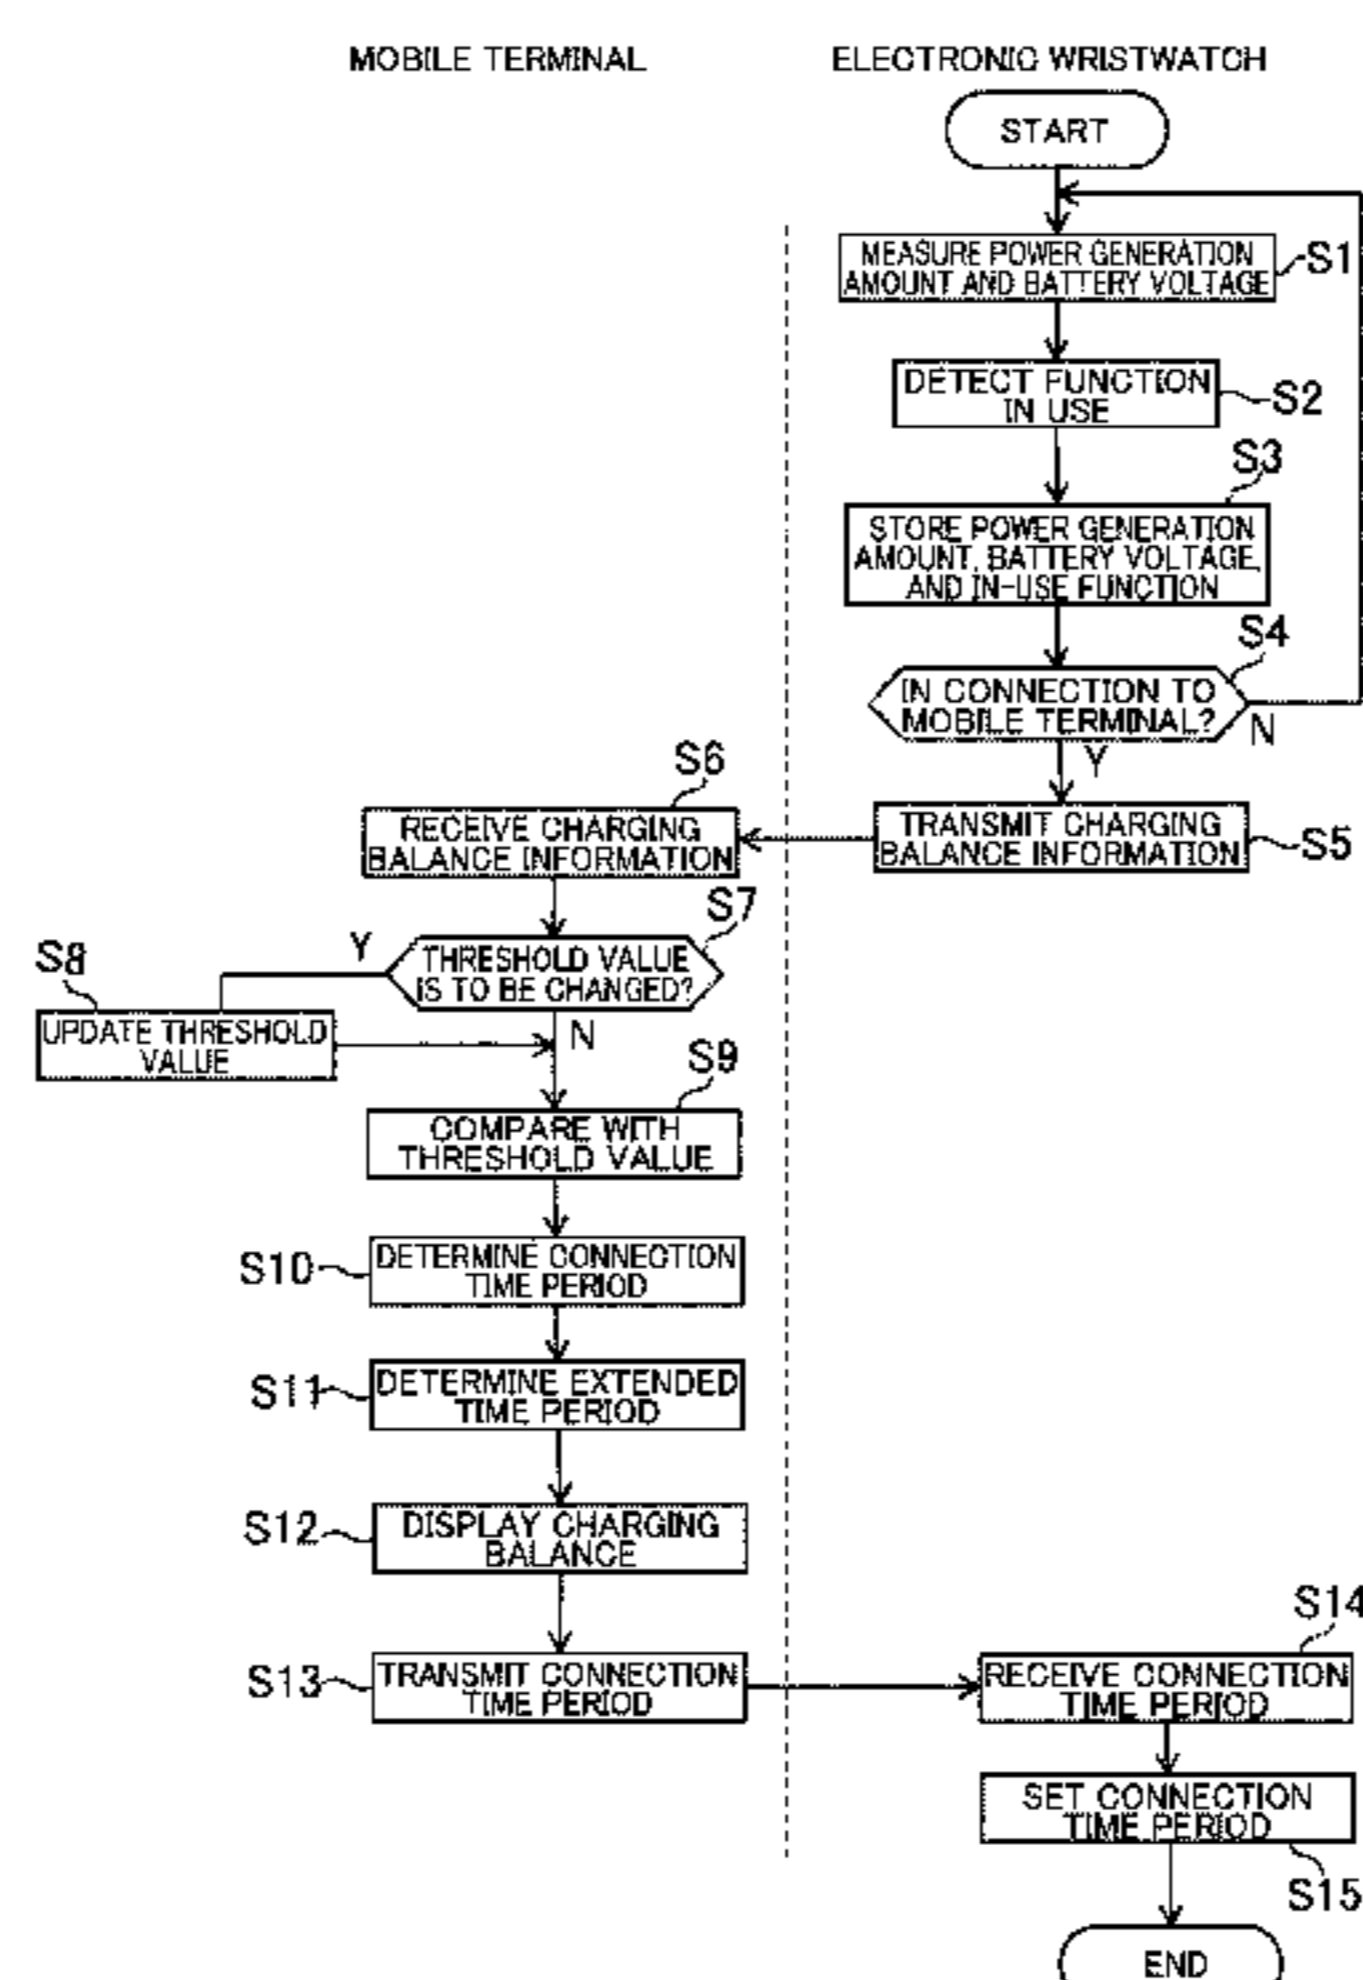 MOBILE TERMINAL
ELECTRONIC WRISTWATCH
START
MEASURE POWER GENERATION
AMOUNT AND BATTERY VOLTAGE
S1
DETECT FUNCTION
IN USE
S2
S3
STORE POWER GENERATION
AMOUNT, BATTERY VOLTAGE,
AND IN-USE FUNCTION
S4
IN CONNECTION TO
MOBILE TERMINAL?
N
Y
S6
RECEIVE CHARGING
BALANCE INFORMATION
TRANSMIT CHARGING
BALANCE INFORMATION
S5
S7
Y
THRESHOLD VALUE
IS TO BE CHANGED?
S8
UPDATE THRESHOLD
VALUE
N
S9
COMPARE WITH
THRESHOLD VALUE
S10
DETERMINE CONNECTION
TIME PERIOD
S11
DETERMINE EXTENDED
TIME PERIOD
S12
DISPLAY CHARGING
BALANCE
S13
TRANSMIT CONNECTION
TIME PERIOD
S14
RECEIVE CONNECTION
TIME PERIOD
SET CONNECTION
TIME PERIOD
S15
END